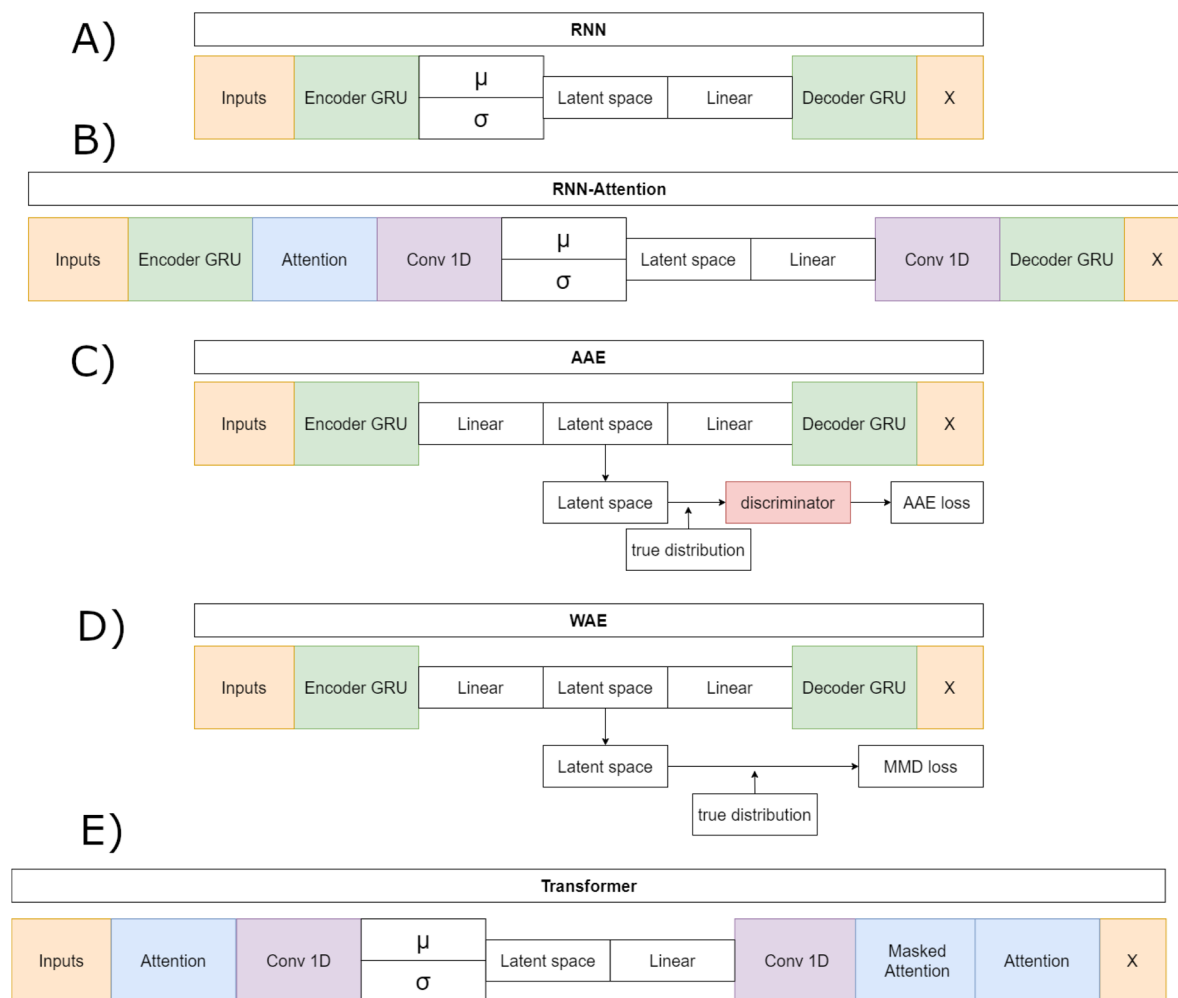 A)
RNN
Inputs
Encoder GRU
μ
σ
Latent space
Linear
Decoder GRU
X
B)
RNN-Attention
Inputs
Encoder GRU
Attention
Conv 1D
μ
σ
Latent space
Linear
Conv 1D
Decoder GRU
X
C)
AAE
Inputs
Encoder GRU
Linear
Latent space
Linear
Decoder GRU
X
Latent space
discriminator
AAE loss
true distribution
D)
WAE
Inputs
Encoder GRU
Linear
Latent space
Linear
Decoder GRU
X
Latent space
MMD loss
true distribution
E)
Transformer
Inputs
Attention
Conv 1D
μ
σ
Latent space
Linear
Conv 1D
Masked
Attention
Attention
X